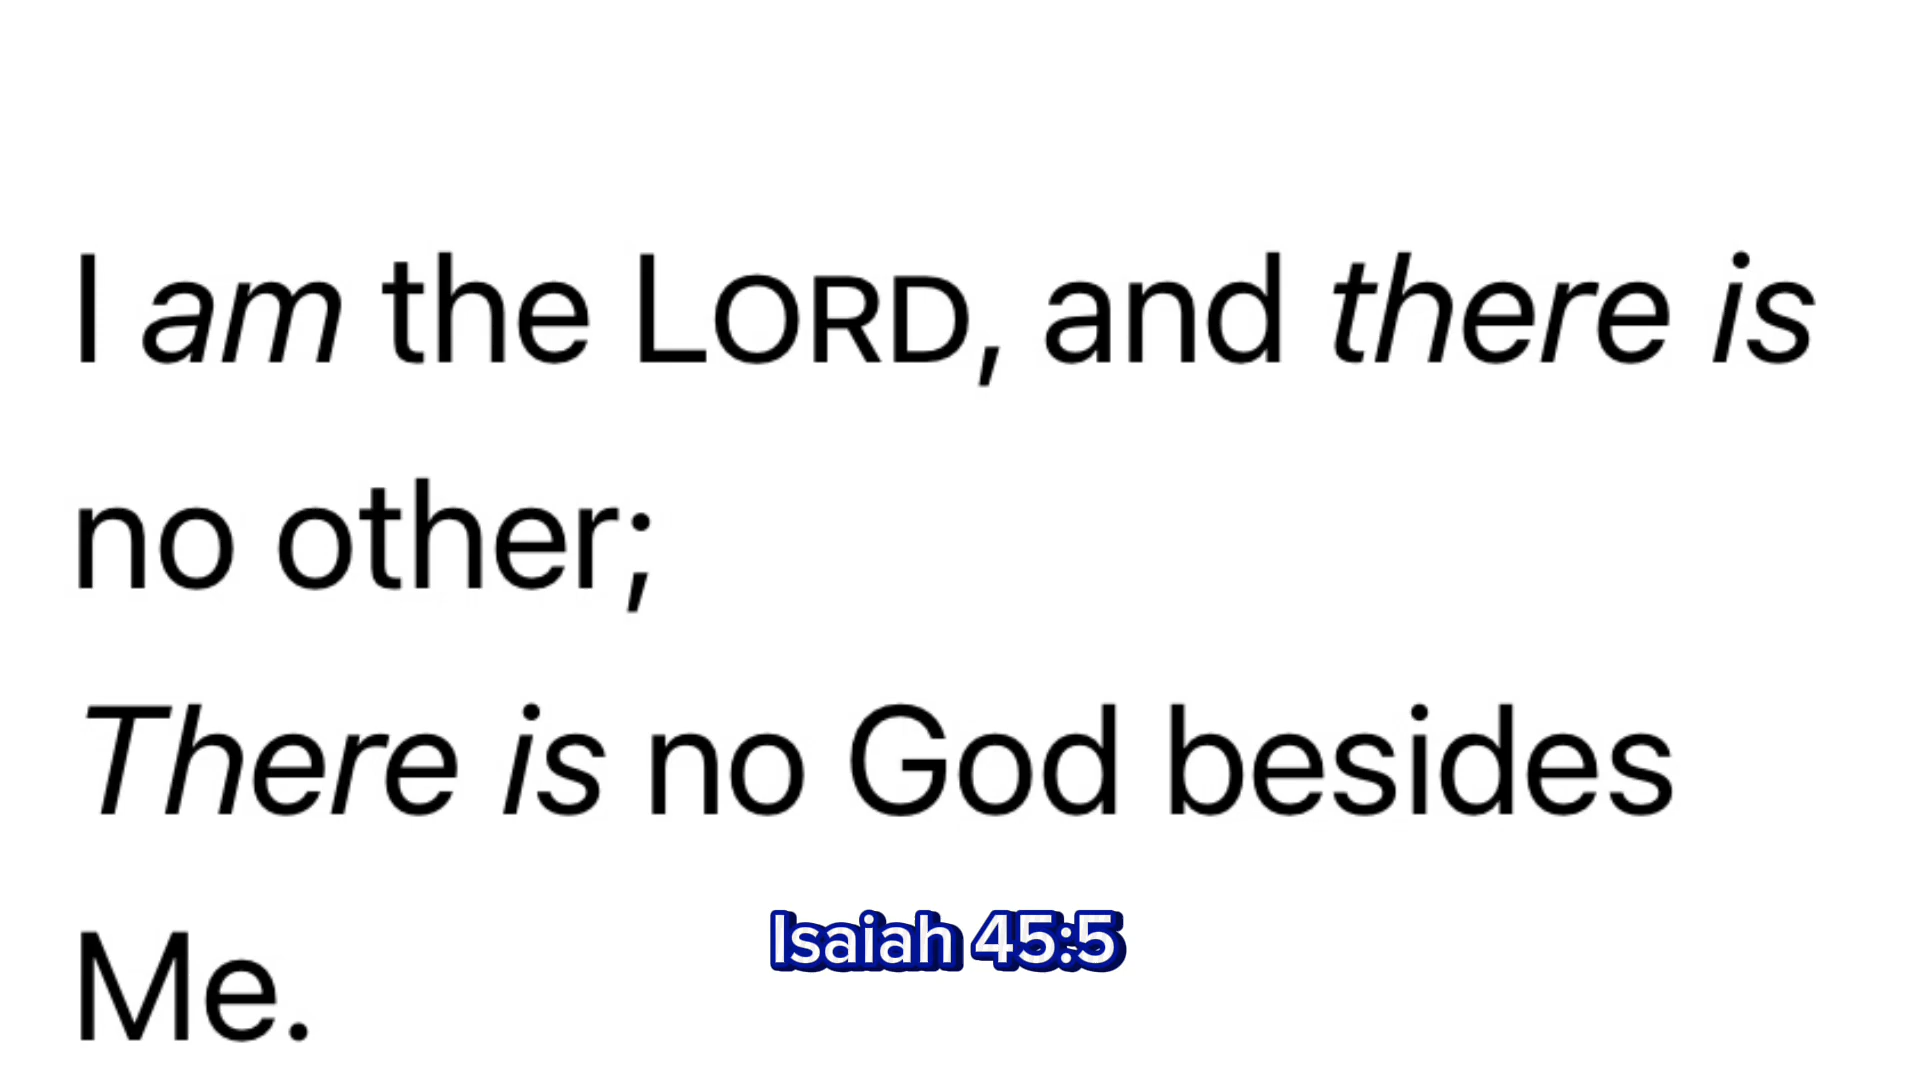 I am the LORD, and there is
no other;
There is no God besides
Me.
Isaiah 45:5